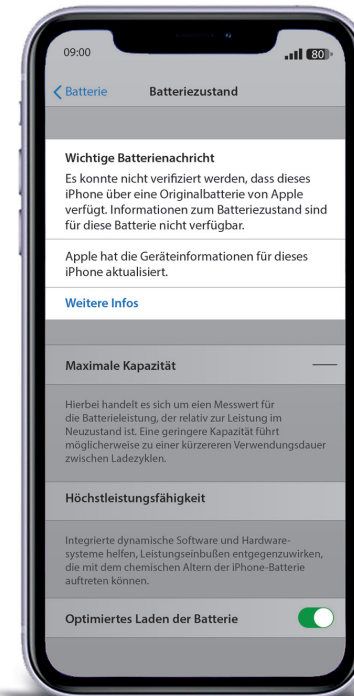 09:00 80
Batterie Batteriezustand
Wichtige Batterienachricht
Es konnte nicht verifiziert werden, dass dieses
iPhone über eine Originalbatterie von Apple
verfügt. Informationen zum Batteriezustand sind
für diese Batterie nicht verfügbar.
Apple hat die Geräteinformationen für dieses
iPhone aktualisiert.
Weitere Infos
Maximale Kapazität —
Hierbei handelt es sich um eien Messwert für
die Batterieleistung, der relativ zur Leistung im
Neuzustand ist. Eine geringere Kapazität führt
möglicherweise zu einer kürzereren Verwendungsdauer
zwischen Ladezyklen.
Höchstleistungsfähigkeit
Integrierte dynamische Software und Hardware-
systeme helfen, Leistungseinbußen entgegenzuwirken,
die mit dem chemischen Altern der iPhone-Batterie
auftreten können.
Optimiertes Laden der Batterie